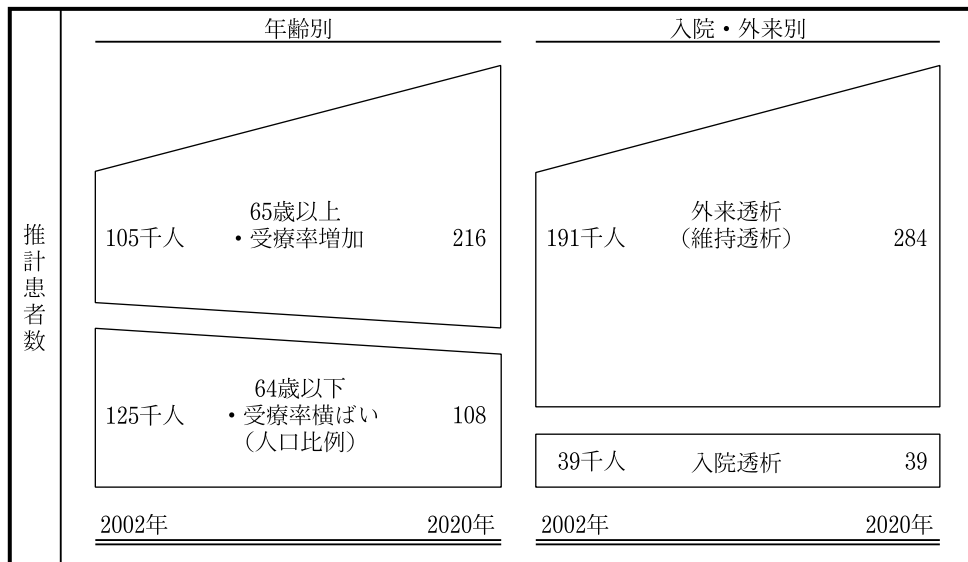 推計患者数
年齢別
65歳以上
・受療率増加
105千人
216
64歳以下
・受療率横ばい
(人口比例)
125千人
108
2002年
2020年
入院・外来別
外来透析
(維持透析)
191千人
284
39千人
入院透析
39
2002年
2020年